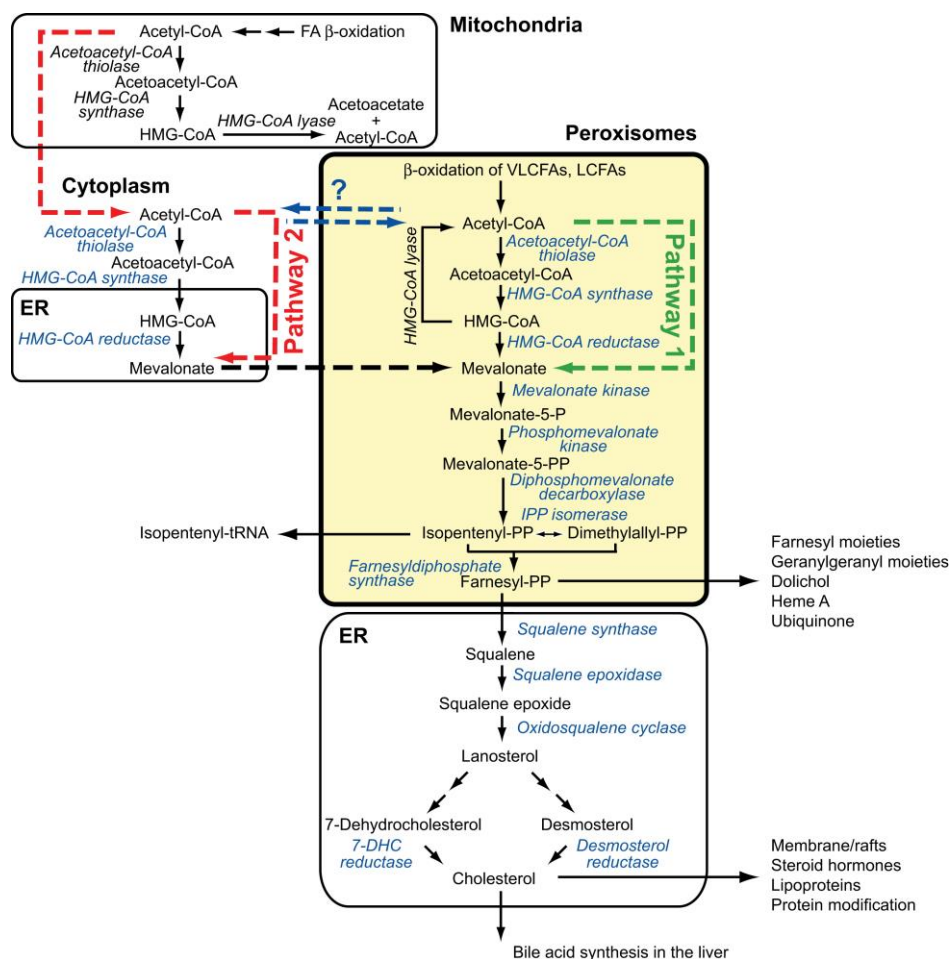 Mitochondria
Acetyl-CoA
FA β-oxidation
Acetoacetyl-CoA
thiolase
Acetoacetyl-CoA
HMG-CoA
synthase
HMG-CoA
HMG-CoA lyase
Acetoacetate
+
Acetyl-CoA
Cytoplasm
Acetyl-CoA
Acetoacetyl-CoA
thiolase
Acetoacetyl-CoA
HMG-CoA synthase
ER
HMG-CoA
HMG-CoA reductase
Mevalonate
Pathway 2
?
Peroxisomes
β-oxidation of VLCFAs, LCFAs
Acetyl-CoA
Acetoacetyl-CoA
thiolase
Acetoacetyl-CoA
HMG-CoA synthase
HMG-CoA lyase
HMG-CoA
HMG-CoA reductase
Mevalonate
Pathway 1
Mevalonate kinase
Mevalonate-5-P
Phosphomevalonate
kinase
Mevalonate-5-PP
Diphosphomevalonate
decarboxylase
IPP isomerase
Isopentenyl-tRNA
Isopentenyl-PP
Dimethylallyl-PP
Farnesyldiphosphate
synthase
Farnesyl-PP
Farnesyl moieties
Geranylgeranyl moieties
Dolichol
Heme A
Ubiquinone
ER
Squalene synthase
Squalene
Squalene epoxidase
Squalene epoxide
Oxidosqualene cyclase
Lanosterol
7-Dehydrocholesterol
Desmosterol
7-DHC
reductase
Desmosterol
reductase
Cholesterol
Membrane/rafts
Steroid hormones
Lipoproteins
Protein modification
Bile acid synthesis in the liver